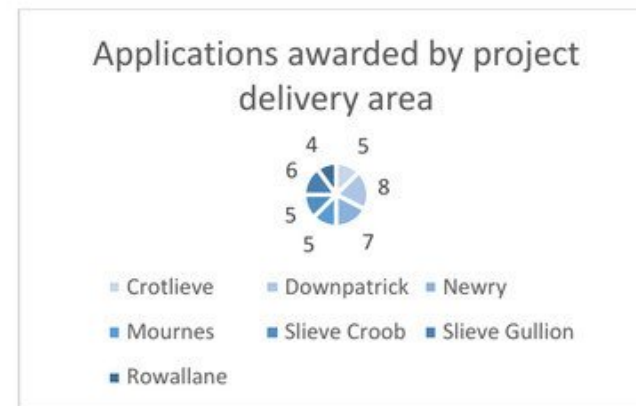 Applications awarded by project
delivery area
4 5
6 8
5
5 7
Crotlieve Downpatrick Newry
Mournes Slieve Croob Slieve Gullion
Rowallane